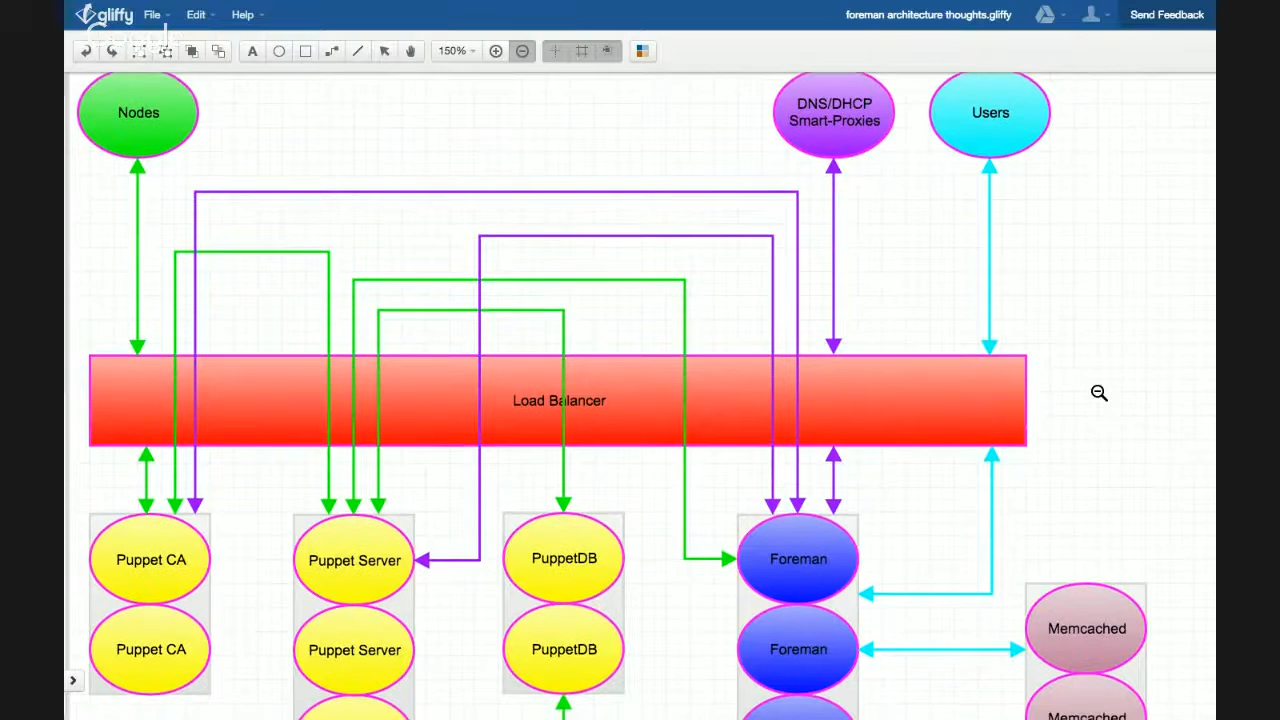 gliffy File Edit Help foreman architecture thoughts.gliffy Send Feedback
Google
A 150%
Nodes
DNS/DHCP
Smart-Proxies
Users
Load Balancer
Puppet CA
Puppet Server
PuppetDB
Foreman
Memcached
Puppet CA
Puppet Server
PuppetDB
Foreman
Memcached